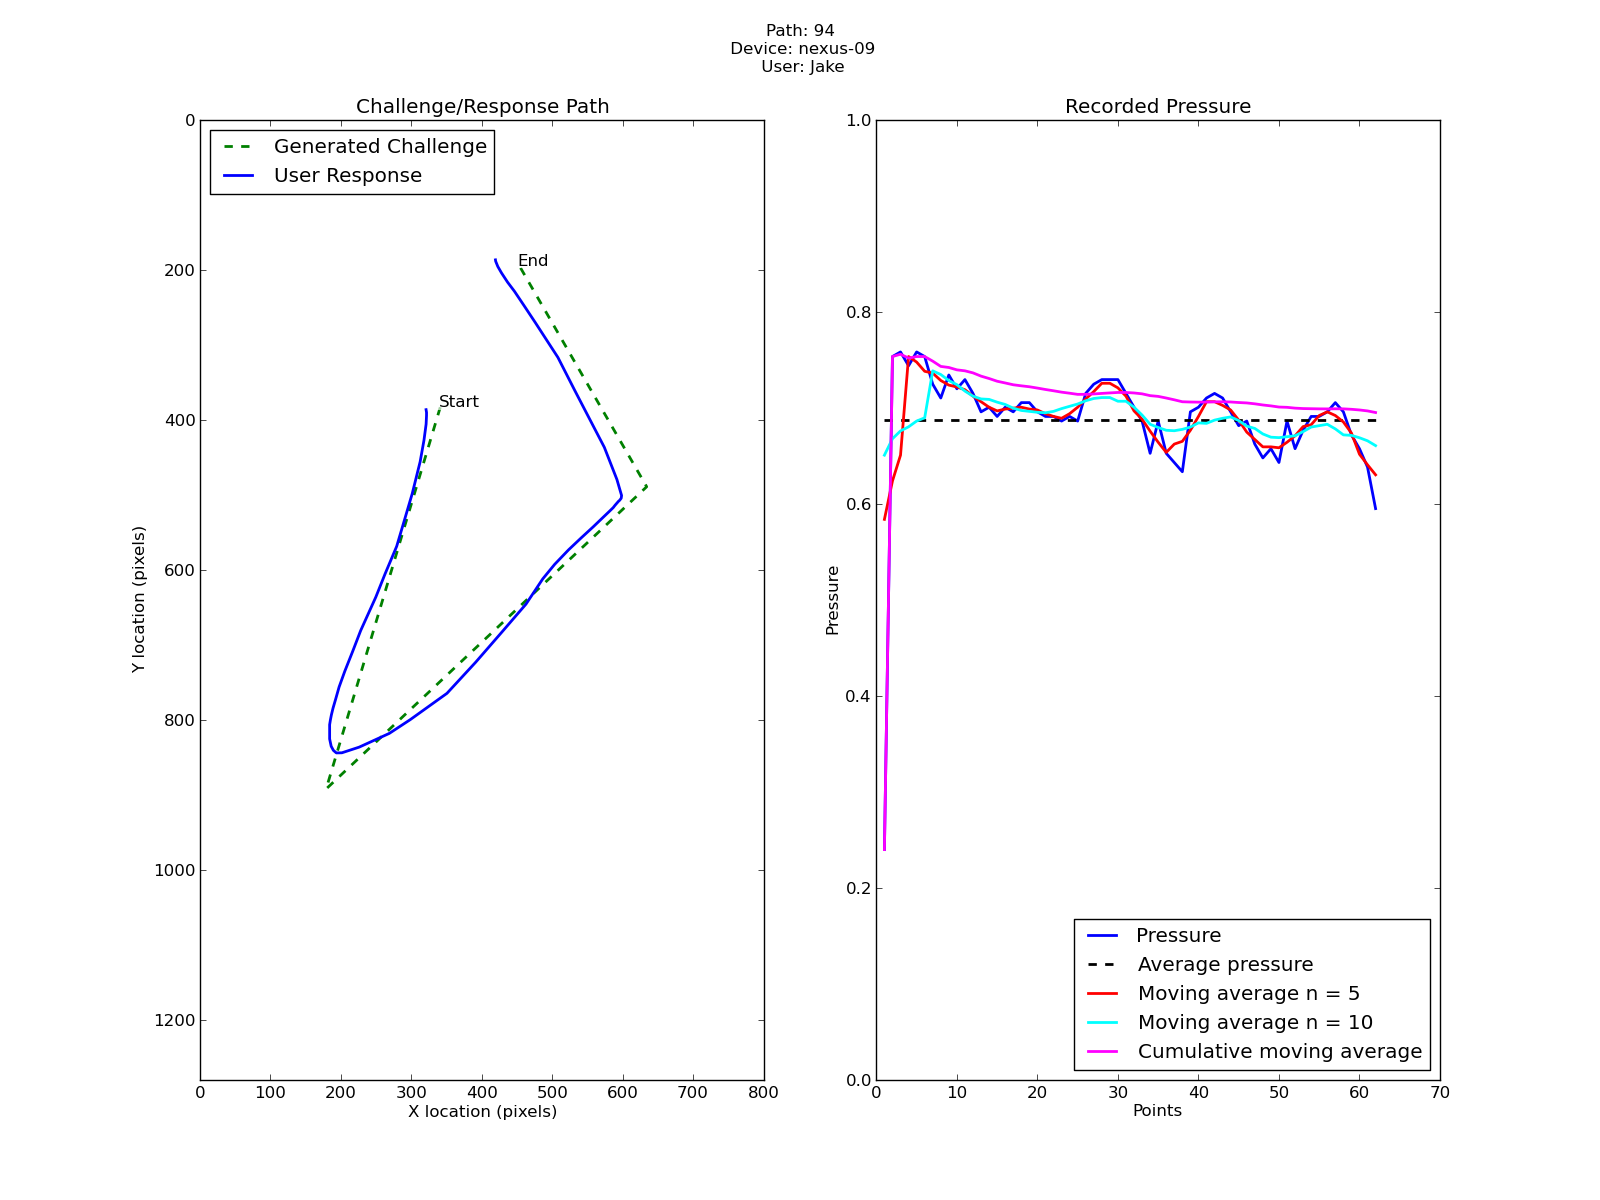 Path: 94
Device: nexus-09
User: Jake
Challenge/Response Path
Generated Challenge
User Response
End
Start
0
200
400
600
800
1000
1200
Y location (pixels)
0 100 200 300 400 500 600 700 800
X location (pixels)
Recorded Pressure
1.0
0.8
0.6
0.4
0.2
0.0
Pressure
Pressure
Average pressure
Moving average n = 5
Moving average n = 10
Cumulative moving average
0 10 20 30 40 50 60 70
Points